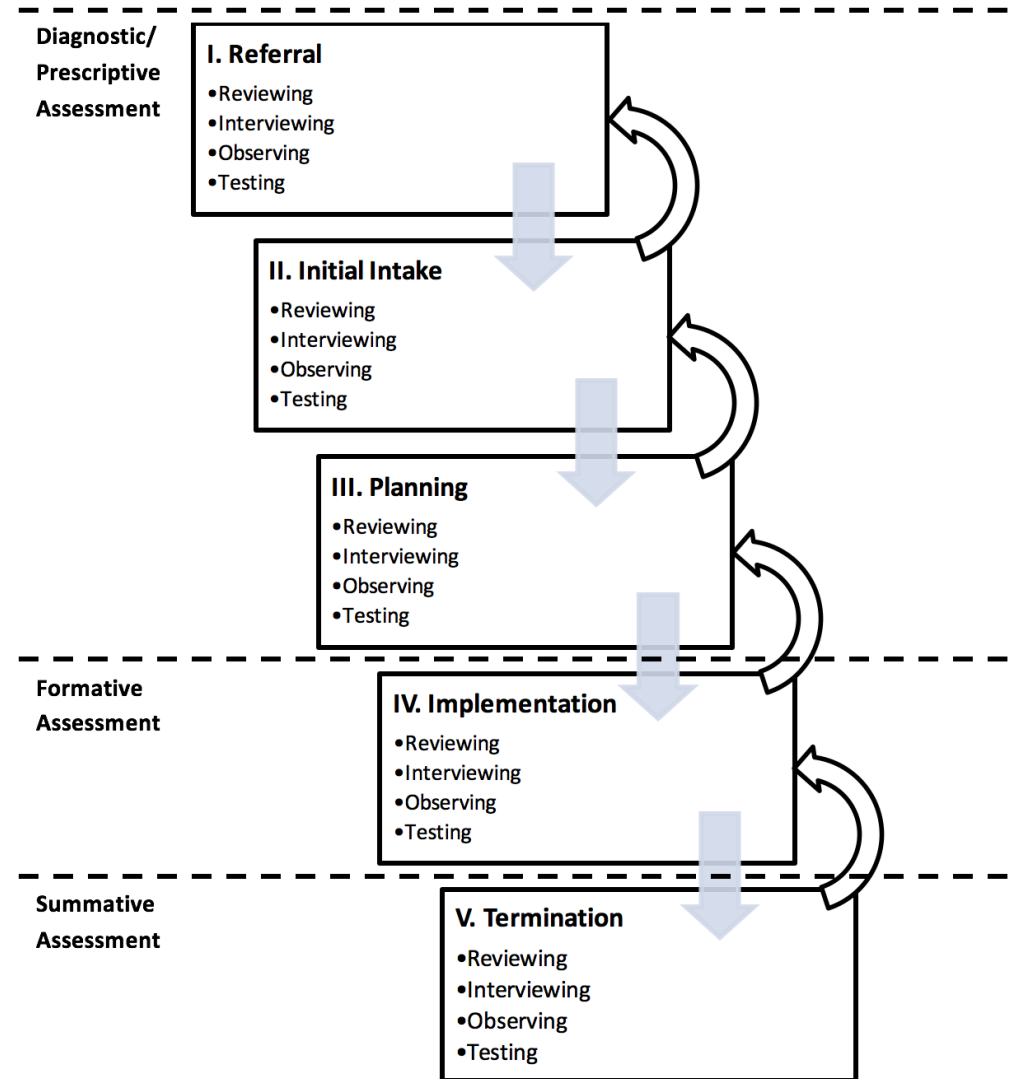 Diagnostic/
Prescriptive
Assessment
I. Referral
•Reviewing
•Interviewing
•Observing
•Testing
II. Initial Intake
•Reviewing
•Interviewing
•Observing
•Testing
III. Planning
•Reviewing
•Interviewing
•Observing
•Testing
Formative
Assessment
IV. Implementation
•Reviewing
•Interviewing
•Observing
•Testing
Summative
Assessment
V. Termination
•Reviewing
•Interviewing
•Observing
•Testing